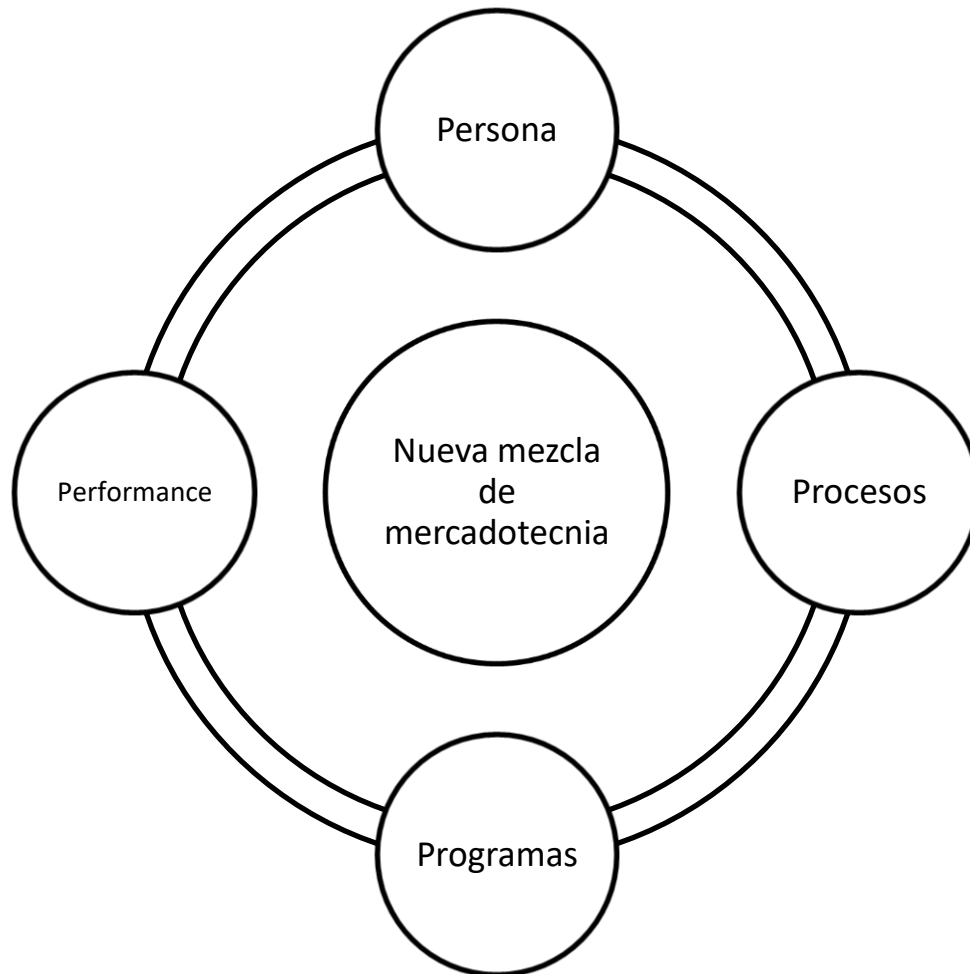 Persona
Nueva mezcla
de
mercadotecnia
Performance
Procesos
Programas